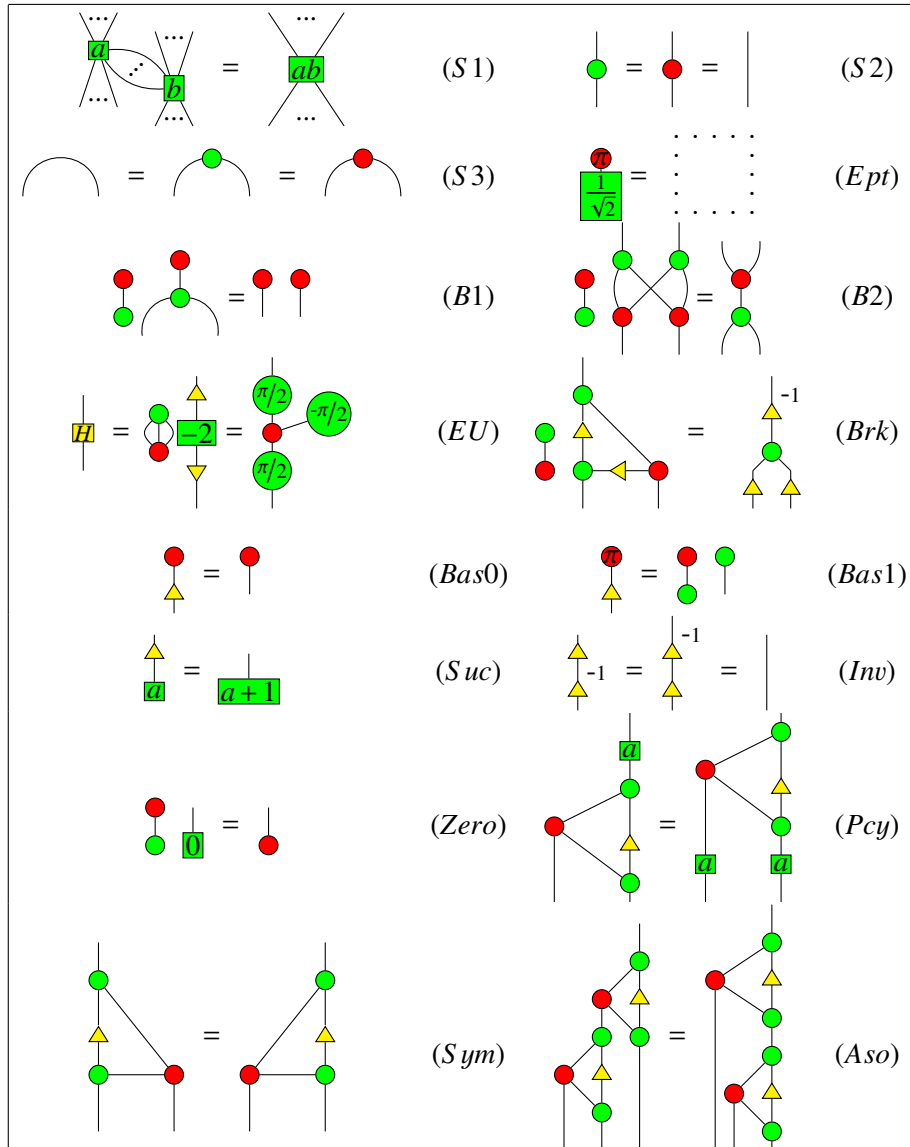 ... ...
a ... = ab (S1) = = (S2)
b
... ... ...
= = (S3) π 1/√2 = (Ept)
= (B1) = (B2)
H = -2 = π/2 -π/2 π/2 (EU) = -1 (Brk)
= (Bas0) π = (Bas1)
a = a + 1 (Suc) -1 = -1 = (Inv)
0 = (Zero) a = a a (Pcy)
= (Sym) = (Aso)